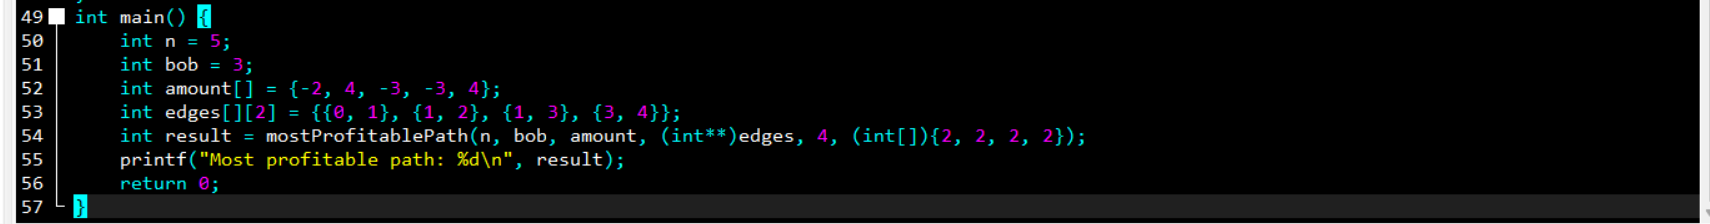 49 int main() {
50     int n = 5;
51     int bob = 3;
52     int amount[] = {-2, 4, -3, -3, 4};
53     int edges[][2] = {{0, 1}, {1, 2}, {1, 3}, {3, 4}};
54     int result = mostProfitablePath(n, bob, amount, (int**)edges, 4, (int[]){2, 2, 2, 2});
55     printf("Most profitable path: %d\n", result);
56     return 0;
57 }